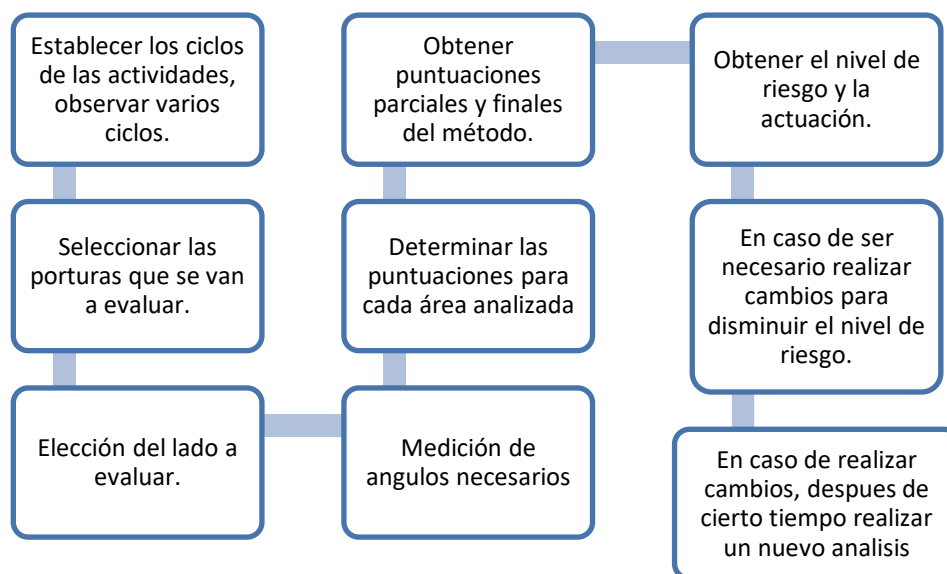 Establecer los ciclos
de las actividades,
observar varios
ciclos.
Seleccionar las
porturas que se van
a evaluar.
Elección del lado a
evaluar.
Medición de
angulos necesarios
Determinar las
puntuaciones para
cada área analizada
Obtener
puntuaciones
parciales y finales
del método.
Obtener el nivel de
riesgo y la
actuación.
En caso de ser
necesario realizar
cambios para
disminuir el nivel de
riesgo.
En caso de realizar
cambios, despues de
cierto tiempo realizar
un nuevo analisis